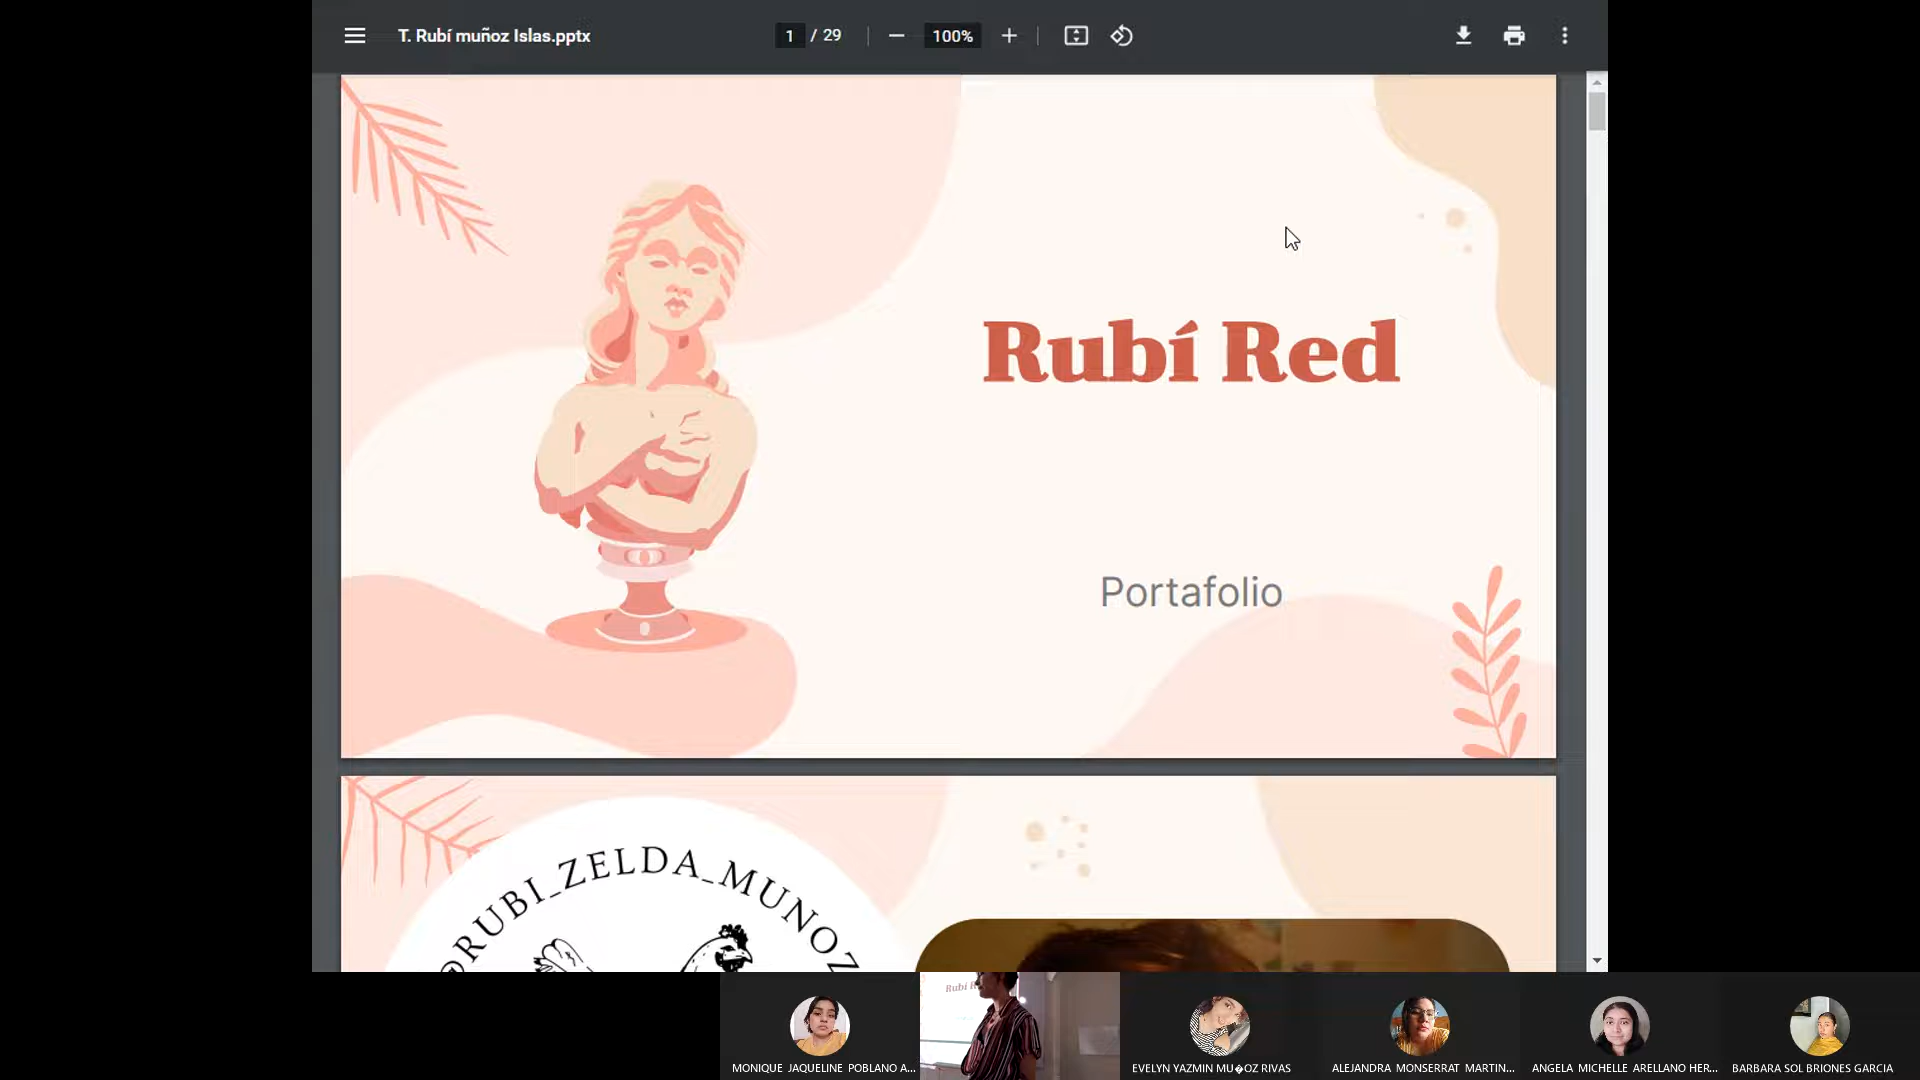 T. Rubí muñoz Islas.pptx
1 / 29
100%
Rubí Red
Portafolio
@RUBI_ZELDA_MUNOZ
MONIQUE JAQUELINE POBLANO A...
EVELYN YAZMIN MU�OZ RIVAS
ALEJANDRA MONSERRAT MARTIN...
ANGELA MICHELLE ARELLANO HER...
BARBARA SOL BRIONES GARCIA